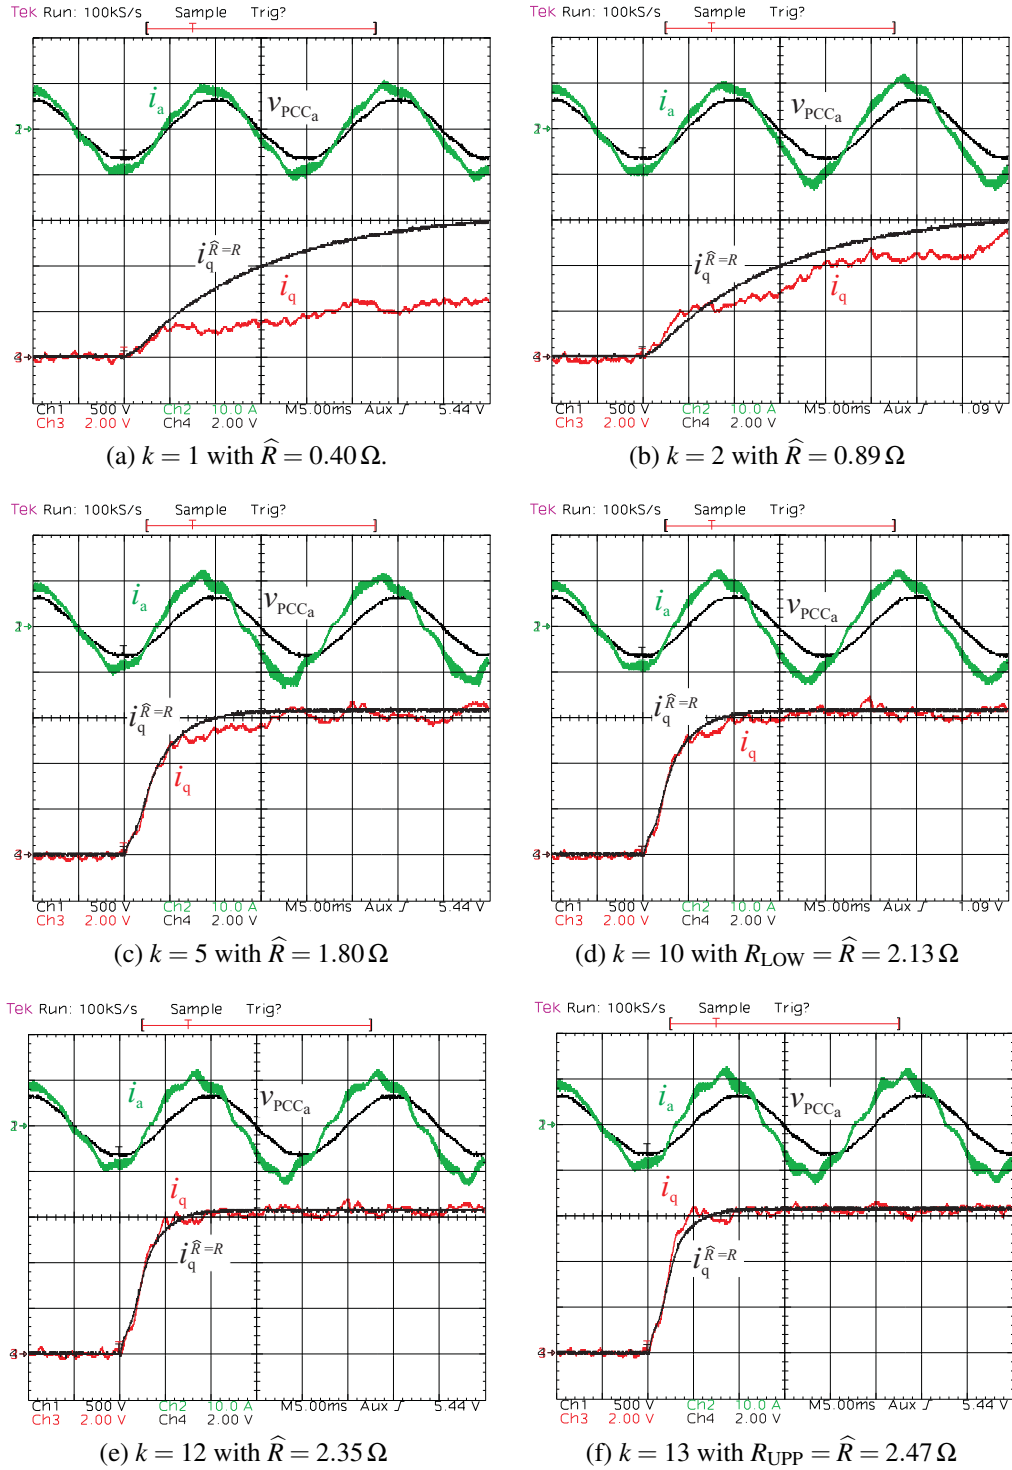 Tek Run: 100kS/s Sample Trig?
i_a
v_PCCa
i_q^R̂=R
i_q
Ch1 500 V Ch2 10.0 A M5.00ms Aux ʃ 5.44 V
Ch3 2.00 V Ch4 2.00 V
(a) k = 1 with R̂ = 0.40 Ω.
Tek Run: 100kS/s Sample Trig?
i_a
v_PCCa
i_q^R̂=R
i_q
Ch1 500 V Ch2 10.0 A M5.00ms Aux ʃ 1.09 V
Ch3 2.00 V Ch4 2.00 V
(b) k = 2 with R̂ = 0.89 Ω
Tek Run: 100kS/s Sample Trig?
i_a
v_PCCa
i_q^R̂=R
i_q
Ch1 500 V Ch2 10.0 A M5.00ms Aux ʃ 5.44 V
Ch3 2.00 V Ch4 2.00 V
(c) k = 5 with R̂ = 1.80 Ω
Tek Run: 100kS/s Sample Trig?
i_a
v_PCCa
i_q^R̂=R
i_q
Ch1 500 V Ch2 10.0 A M5.00ms Aux ʃ 1.09 V
Ch3 2.00 V Ch4 2.00 V
(d) k = 10 with R_LOW = R̂ = 2.13 Ω
Tek Run: 100kS/s Sample Trig?
i_a
v_PCCa
i_q
i_q^R̂=R
Ch1 500 V Ch2 10.0 A M5.00ms Aux ʃ 5.44 V
Ch3 2.00 V Ch4 2.00 V
(e) k = 12 with R̂ = 2.35 Ω
Tek Run: 100kS/s Sample Trig?
i_a
v_PCCa
i_q
i_q^R̂=R
Ch1 500 V Ch2 10.0 A M5.00ms Aux ʃ 5.44 V
Ch3 2.00 V Ch4 2.00 V
(f) k = 13 with R_UPP = R̂ = 2.47 Ω